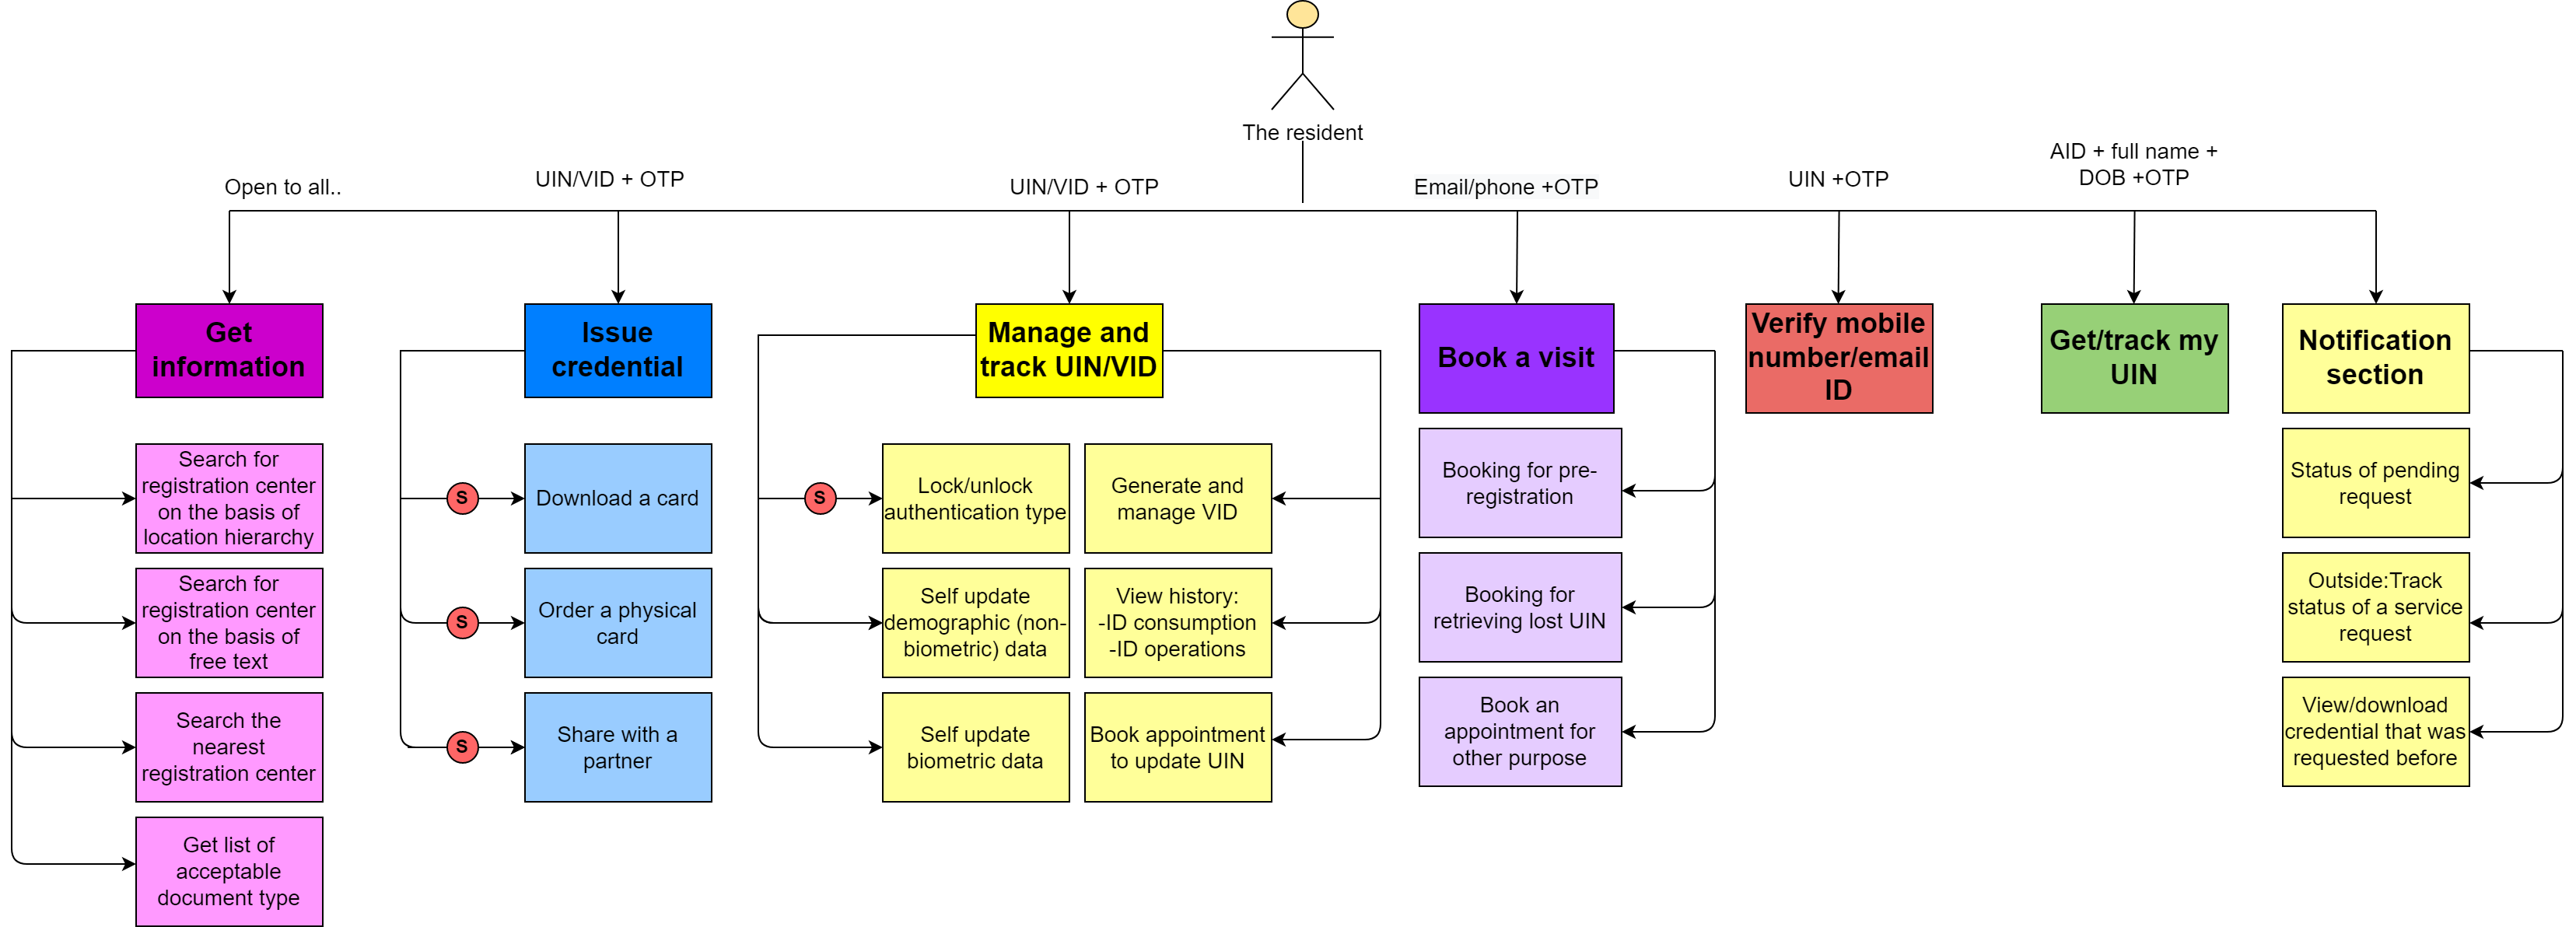 The resident
Open to all..
UIN/VID + OTP
UIN/VID + OTP
Email/phone +OTP
UIN +OTP
AID + full name +
DOB +OTP
Get
information
Search for
registration center
on the basis of
location hierarchy
Search for
registration center
on the basis of
free text
Search the
nearest
registration center
Get list of
acceptable
document type
Issue
credential
S
Download a card
S
Order a physical
card
S
Share with a
partner
Manage and
track UIN/VID
S
Lock/unlock
authentication type
Self update
demographic (non-
biometric) data
Self update
biometric data
Generate and
manage VID
View history:
-ID consumption
-ID operations
Book appointment
to update UIN
Book a visit
Booking for pre-
registration
Booking for
retrieving lost UIN
Book an
appointment for
other purpose
Verify mobile
number/email
ID
Get/track my
UIN
Notification
section
Status of pending
request
Outside:Track
status of a service
request
View/download
credential that was
requested before